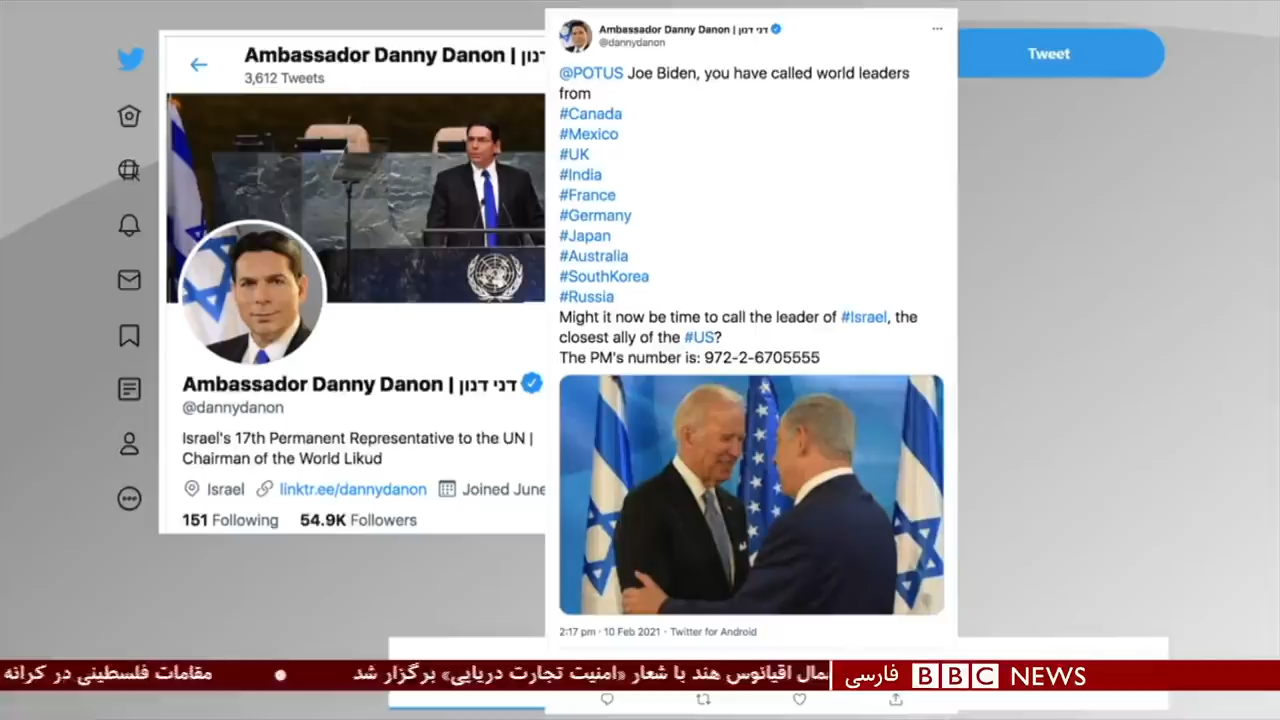 Ambassador Danny Danon | דני דנון
@dannydanon
@POTUS Joe Biden, you have called world leaders
from
#Canada
#Mexico
#UK
#India
#France
#Germany
#Japan
#Australia
#SouthKorea
#Russia
Might it now be time to call the leader of #Israel, the
closest ally of the #US?
The PM's number is: 972-2-6705555
2:17 pm · 10 Feb 2021 · Twitter for Android
Tweet
Ambassador Danny Danon | דנ
3,612 Tweets
Ambassador Danny Danon | דני דנון
@dannydanon
Israel's 17th Permanent Representative to the UN |
Chairman of the World Likud
Israel linktr.ee/dannydanon Joined June
151 Following 54.9K Followers
مال اقیانوس هند با شعار «امنیت تجارت دریایی» برگزار شد • مقامات فلسطینی در کرانه
BBC NEWS فارسی